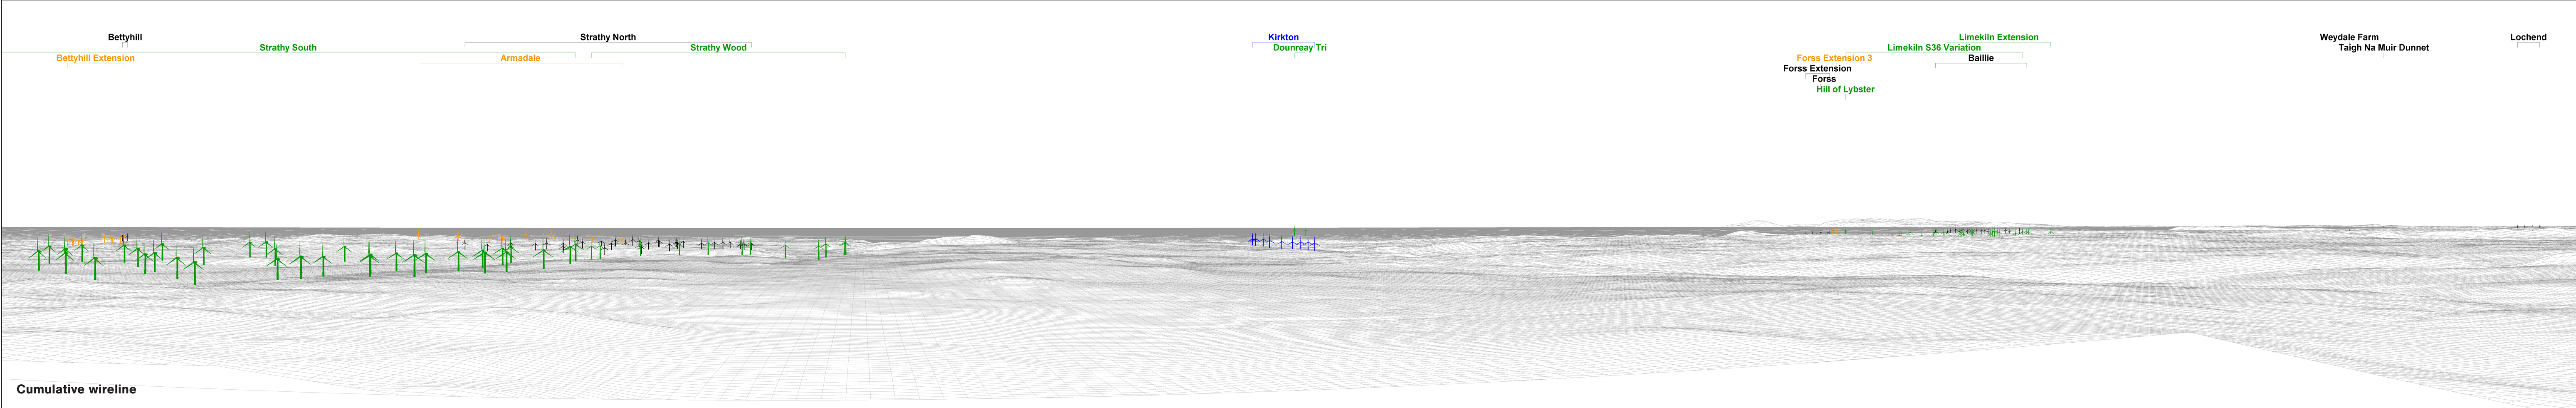 Bettyhill
Strathy North
Kirkton
Limekiln Extension
Weydale Farm
Lochend
Strathy South
Strathy Wood
Dounreay Tri
Limekiln S36 Variation
Taigh Na Muir Dunnet
Bettyhill Extension
Armadale
Forss Extension 3
Baillie
Forss Extension
Forss
Hill of Lybster
Cumulative wireline